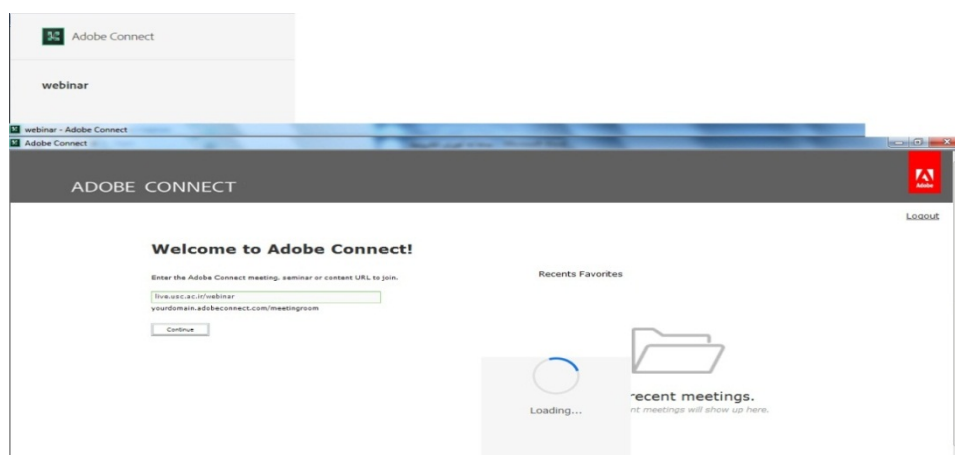 Adobe Connect
webinar
webinar - Adobe Connect
Adobe Connect
ADOBE CONNECT
Adobe
Logout
Welcome to Adobe Connect!
Enter the Adobe Connect meeting, seminar or content URL to join.
live.usc.ac.ir/webinar
yourdomain.adobeconnect.com/meetingroom
Continue
Recents Favorites
Loading...
recent meetings.
nt meetings will show up here.